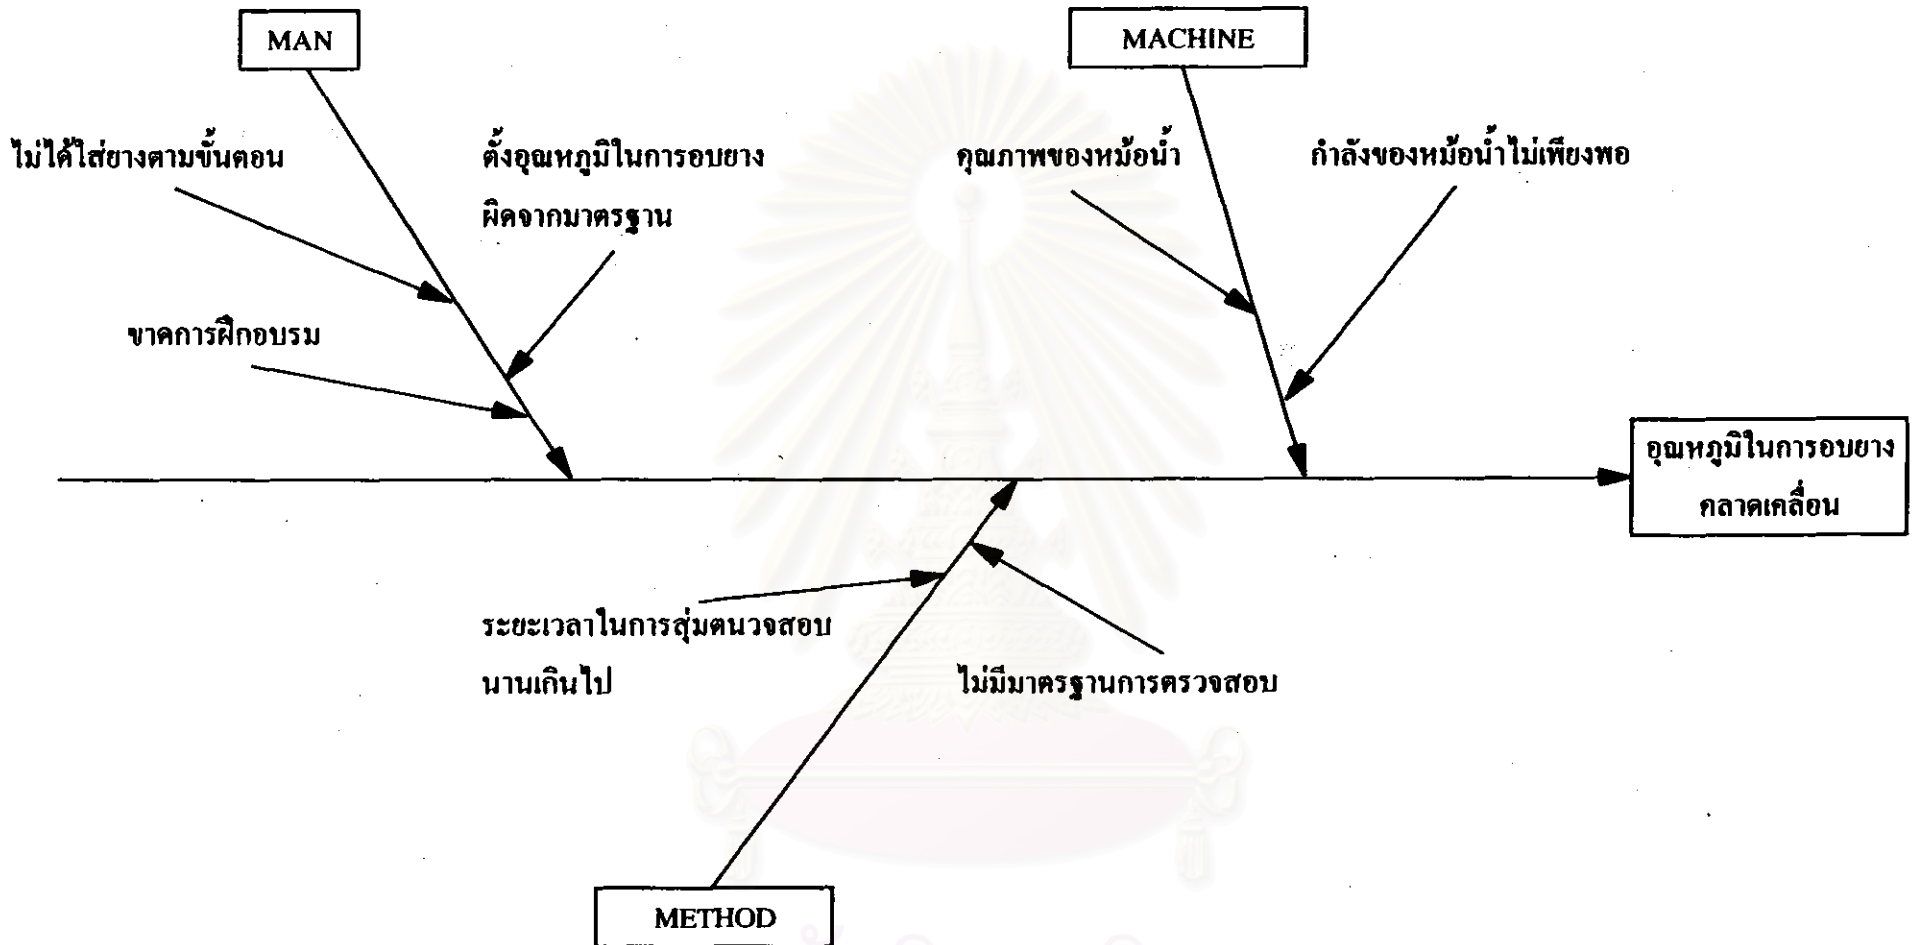 MAN
MACHINE
ไม่ได้ใส่ยางตามขั้นตอน
ตั้งอุณหภูมิในการอบยาง
ผิดจากมาตรฐาน
คุณภาพของหม้อน้ำ
กำลังของหม้อน้ำไม่เพียงพอ
ขาดการฝึกอบรม
อุณหภูมิในการอบยาง
คลาดเคลื่อน
ระยะเวลาในการสุ่มตนวจสอบ
นานเกินไป
ไม่มีมาตรฐานการตรวจสอบ
METHOD